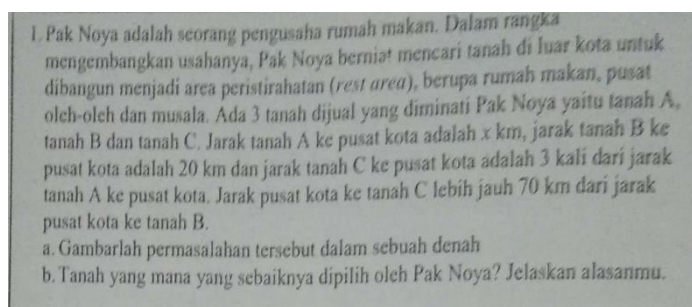 1. Pak Noya adalah seorang pengusaha rumah makan. Dalam rangka
mengembangkan usahanya, Pak Noya berniat mencari tanah di luar kota untuk
dibangun menjadi area peristirahatan (rest area), berupa rumah makan, pusat
oleh-oleh dan musala. Ada 3 tanah dijual yang diminati Pak Noya yaitu tanah A,
tanah B dan tanah C. Jarak tanah A ke pusat kota adalah x km, jarak tanah B ke
pusat kota adalah 20 km dan jarak tanah C ke pusat kota adalah 3 kali dari jarak
tanah A ke pusat kota. Jarak pusat kota ke tanah C lebih jauh 70 km dari jarak
pusat kota ke tanah B.
a. Gambarlah permasalahan tersebut dalam sebuah denah
b. Tanah yang mana yang sebaiknya dipilih oleh Pak Noya? Jelaskan alasanmu.